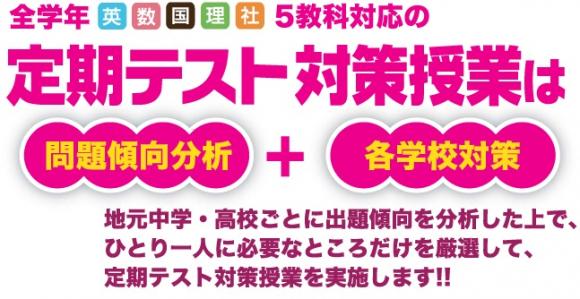 全学年 英 数 国 理 社 5教科対応の
定期テスト対策授業は
問題傾向分析 + 各学校対策
地元中学・高校ごとに出題傾向を分析した上で、
ひとり一人に必要なところだけを厳選して、
定期テスト対策授業を実施します!!